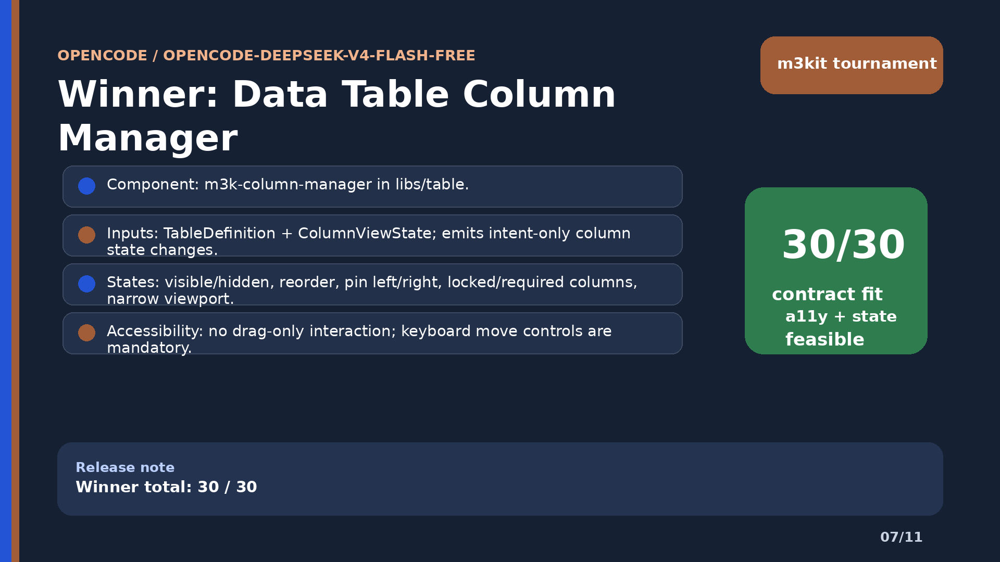 OPENCODE / OPENCODE-DEEPSEEK-V4-FLASH-FREE
m3kit tournament
Winner: Data Table Column
Manager
Component: m3k-column-manager in libs/table.
Inputs: TableDefinition + ColumnViewState; emits intent-only column
state changes.
States: visible/hidden, reorder, pin left/right, locked/required columns,
narrow viewport.
Accessibility: no drag-only interaction; keyboard move controls are
mandatory.
30/30
contract fit
a11y + state
feasible
Release note
Winner total: 30 / 30
07/11